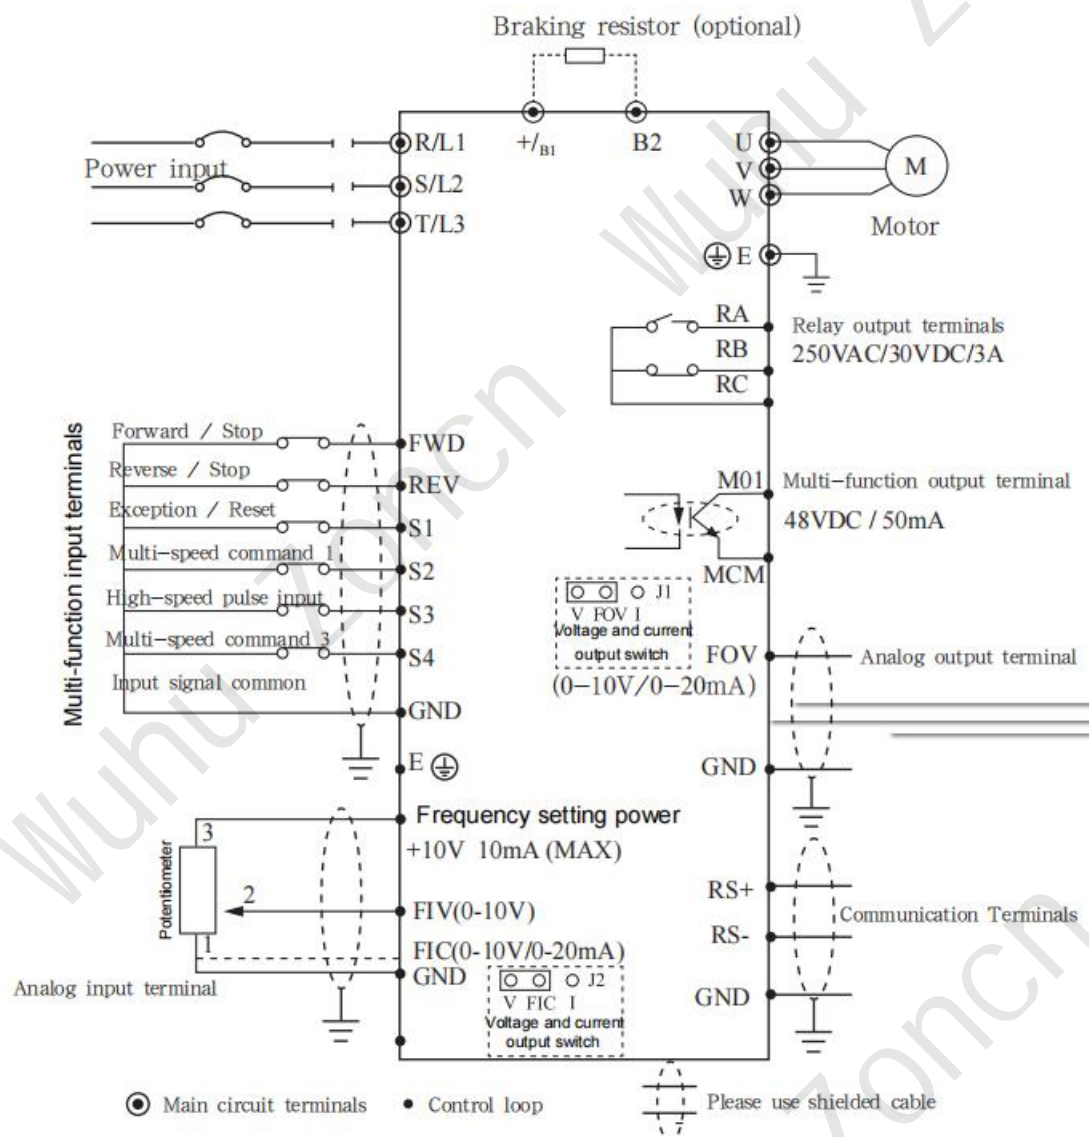 Braking resistor (optional)
+/B1
B2
R/L1
Power input
S/L2
T/L3
U
V
W
M
Motor
E
RA
RB
RC
Relay output terminals
250VAC/30VDC/3A
Multi-function input terminals
Forward / Stop
FWD
Reverse / Stop
REV
Exception / Reset
S1
Multi-speed command 1
S2
High-speed pulse input
S3
Multi-speed command 3
S4
Input signal common
GND
E
M01
Multi-function output terminal
48VDC / 50mA
MCM
J1
V FOV I
Voltage and current
output switch
FOV
(0-10V/0-20mA)
Analog output terminal
GND
Frequency setting power
+10V 10mA (MAX)
Potentiometer
3
2
1
FIV(0-10V)
FIC(0-10V/0-20mA)
GND
Analog input terminal
J2
V FIC I
Voltage and current
output switch
RS+
RS-
Communication Terminals
GND
Main circuit terminals
Control loop
Please use shielded cable
Wuhu Zoncn
Wuhu Z
Zoncn